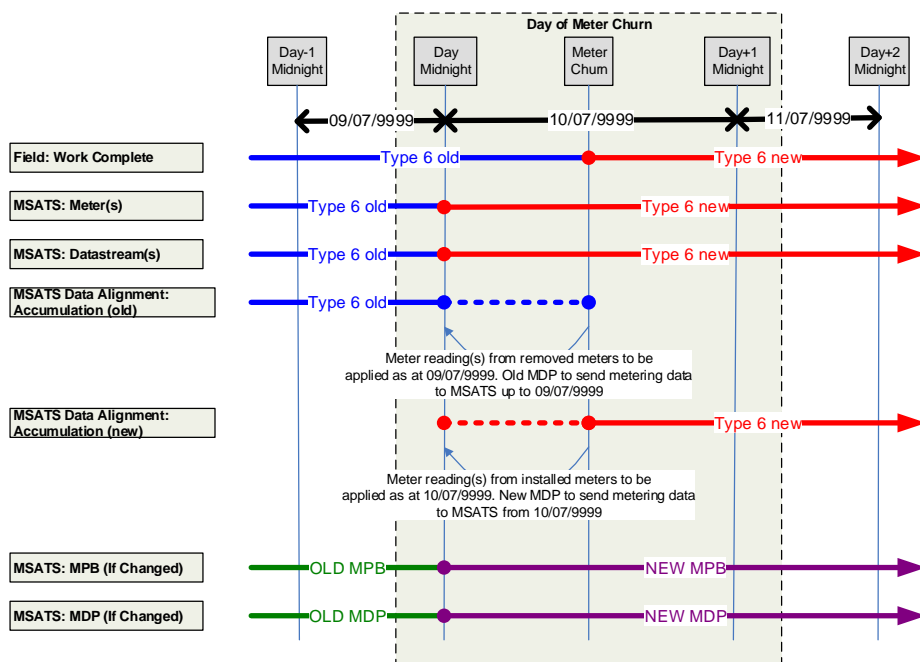 Day of Meter Churn
Day-1
Midnight
Day
Midnight
Meter
Churn
Day+1
Midnight
Day+2
Midnight
09/07/9999
10/07/9999
11/07/9999
Field: Work Complete
Type 6 old
Type 6 new
MSATS: Meter(s)
Type 6 old
Type 6 new
MSATS: Datastream(s)
Type 6 old
Type 6 new
MSATS Data Alignment:
Accumulation (old)
Type 6 old
Meter reading(s) from removed meters to be
applied as at 09/07/9999. Old MDP to send metering data
to MSATS up to 09/07/9999
MSATS Data Alignment:
Accumulation (new)
Type 6 new
Meter reading(s) from installed meters to be
applied as at 10/07/9999. New MDP to send metering data
to MSATS from 10/07/9999
MSATS: MPB (If Changed)
OLD MPB
NEW MPB
MSATS: MDP (If Changed)
OLD MDP
NEW MDP